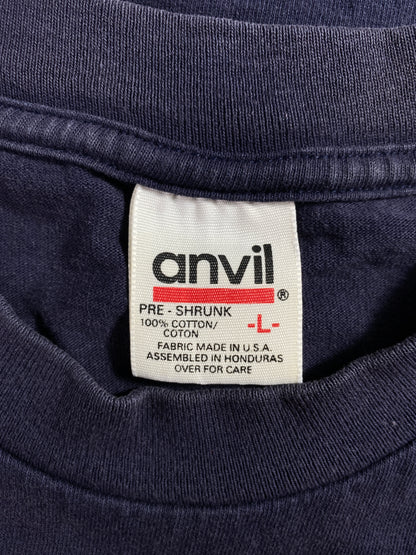 anvil
®
PRE - SHRUNK
100% COTTON/
COTON
-L-
FABRIC MADE IN U.S.A.
ASSEMBLED IN HONDURAS
OVER FOR CARE